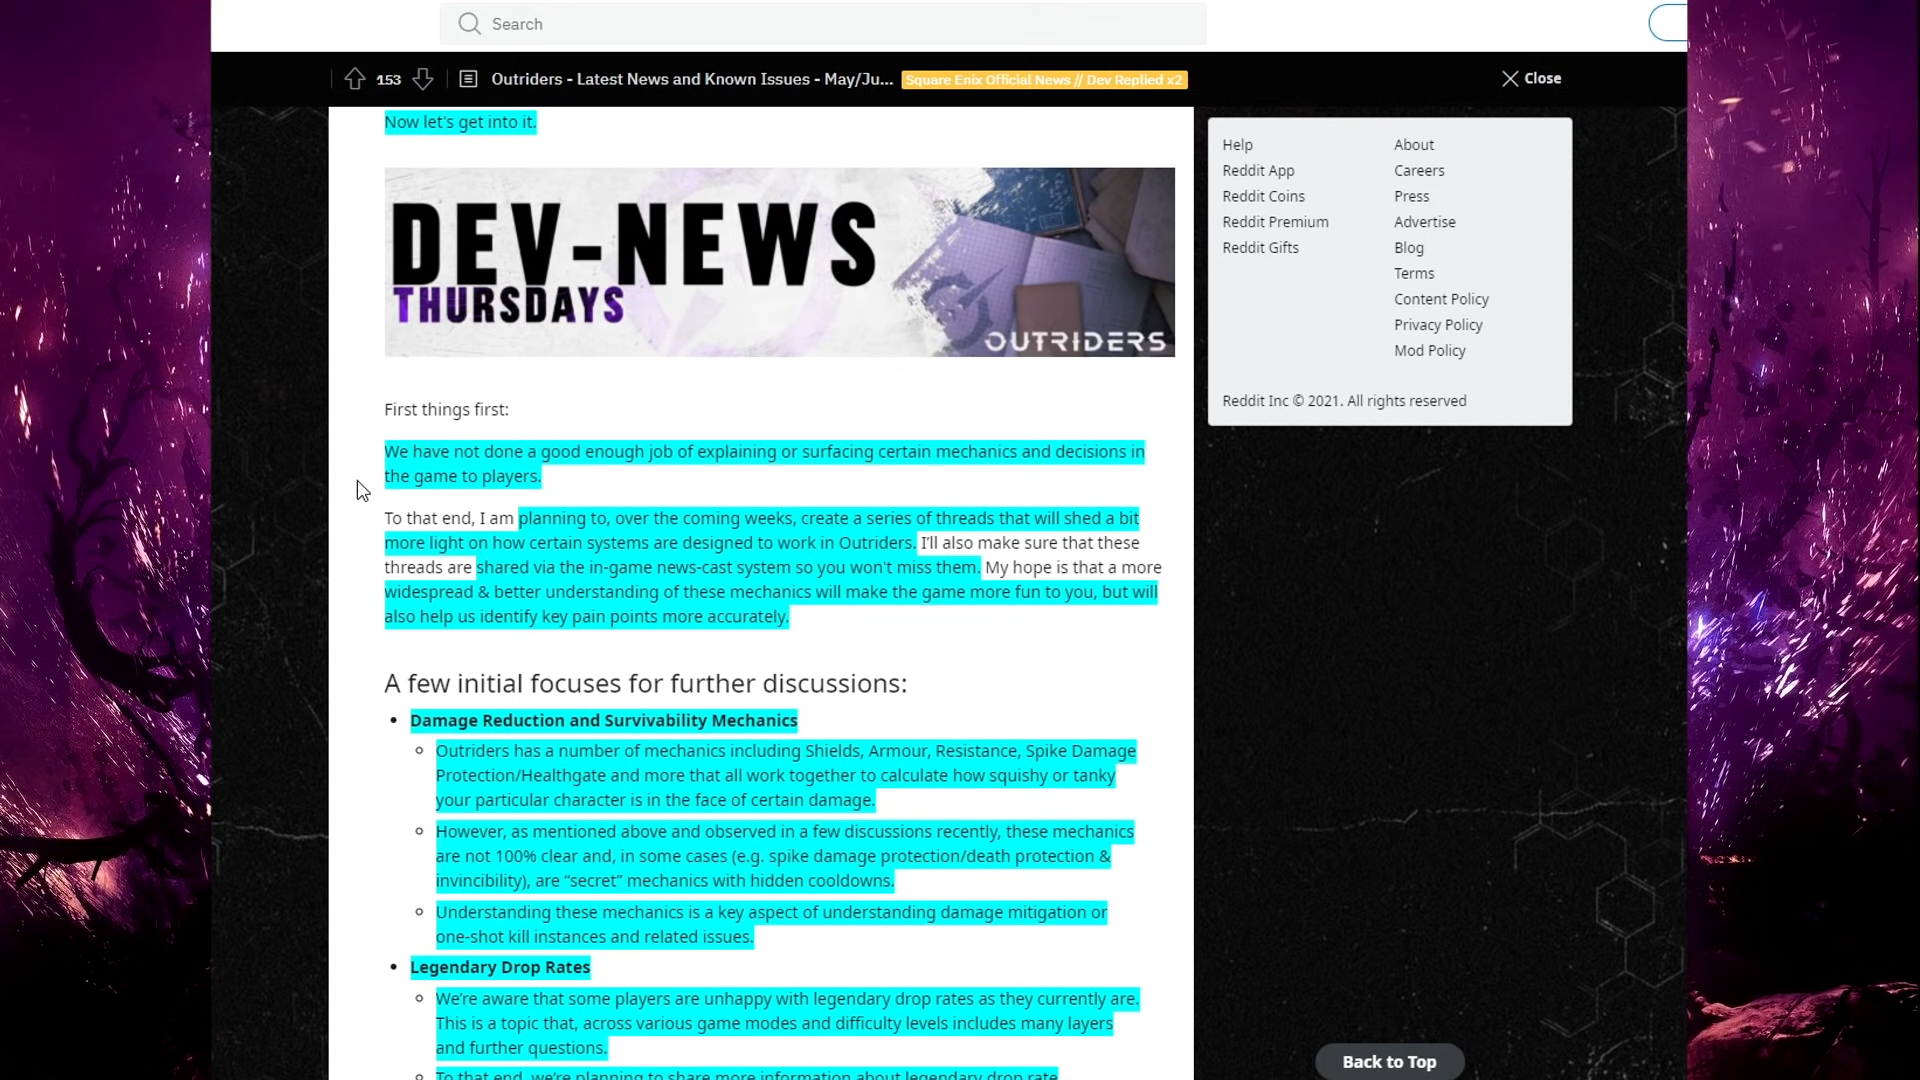 Search
153
Outriders - Latest News and Known Issues - May/Ju...
Square Enix Official News // Dev Replied x2
Close
Now let's get into it.
DEV-NEWS
THURSDAYS
OUTRIDERS
First things first:
We have not done a good enough job of explaining or surfacing certain mechanics and decisions in
the game to players.
To that end, I am planning to, over the coming weeks, create a series of threads that will shed a bit
more light on how certain systems are designed to work in Outriders. I'll also make sure that these
threads are shared via the in-game news-cast system so you won't miss them. My hope is that a more
widespread & better understanding of these mechanics will make the game more fun to you, but will
also help us identify key pain points more accurately.
A few initial focuses for further discussions:
• Damage Reduction and Survivability Mechanics
○ Outriders has a number of mechanics including Shields, Armour, Resistance, Spike Damage
Protection/Healthgate and more that all work together to calculate how squishy or tanky
your particular character is in the face of certain damage.
○ However, as mentioned above and observed in a few discussions recently, these mechanics
are not 100% clear and, in some cases (e.g. spike damage protection/death protection &
invincibility), are “secret” mechanics with hidden cooldowns.
○ Understanding these mechanics is a key aspect of understanding damage mitigation or
one-shot kill instances and related issues.
• Legendary Drop Rates
○ We're aware that some players are unhappy with legendary drop rates as they currently are.
This is a topic that, across various game modes and difficulty levels includes many layers
and further questions.
○ To that end, we're planning to share more information about legendary drop rate
Help
Reddit App
Reddit Coins
Reddit Premium
Reddit Gifts
About
Careers
Press
Advertise
Blog
Terms
Content Policy
Privacy Policy
Mod Policy
Reddit Inc © 2021. All rights reserved
Back to Top